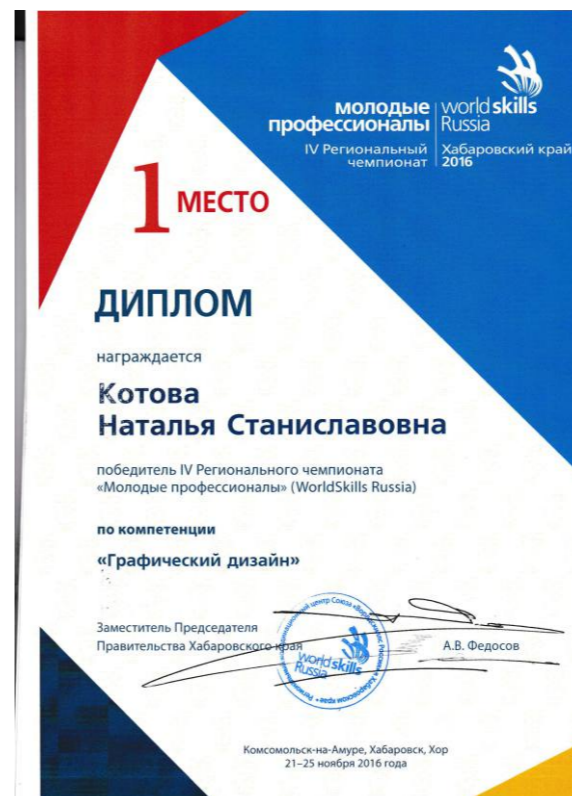 молодые профессионалы
IV Региональный чемпионат
worldskills Russia
Хабаровский край 2016
1 МЕСТО
ДИПЛОМ
награждается
Котова
Наталья Станиславовна
победитель IV Регионального чемпионата
«Молодые профессионалы» (WorldSkills Russia)
по компетенции
«Графический дизайн»
Заместитель Председателя
Правительства Хабаровского края
А.В. Федосов
worldskills
Russia
Комсомольск-на-Амуре, Хабаровск, Хор
21–25 ноября 2016 года